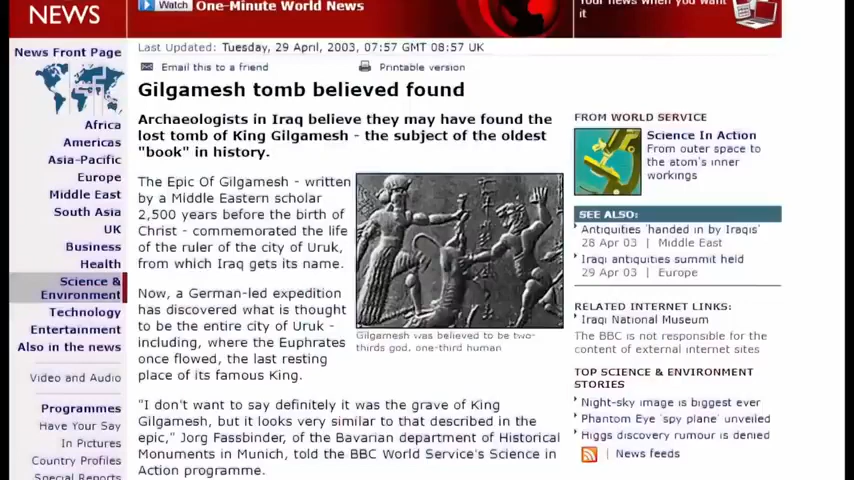 NEWS
Watch One-Minute World News
Your news when you want
it
News Front Page
Africa
Americas
Asia-Pacific
Europe
Middle East
South Asia
UK
Business
Health
Science &
Environment
Technology
Entertainment
Also in the news
Video and Audio
Programmes
Have Your Say
In Pictures
Country Profiles
Special Reports
Last Updated: Tuesday, 29 April, 2003, 07:57 GMT 08:57 UK
Email this to a friend
Printable version
Gilgamesh tomb believed found
Archaeologists in Iraq believe they may have found the
lost tomb of King Gilgamesh - the subject of the oldest
"book" in history.
The Epic Of Gilgamesh - written
by a Middle Eastern scholar
2,500 years before the birth of
Christ - commemorated the life
of the ruler of the city of Uruk,
from which Iraq gets its name.
Now, a German-led expedition
has discovered what is thought
to be the entire city of Uruk -
including, where the Euphrates
once flowed, the last resting
place of its famous King.
Gilgamesh was believed to be two-
thirds god, one-third human
"I don't want to say definitely it was the grave of King
Gilgamesh, but it looks very similar to that described in the
epic," Jorg Fassbinder, of the Bavarian department of Historical
Monuments in Munich, told the BBC World Service's Science in
Action programme.
FROM WORLD SERVICE
Science In Action
From outer space to
the atom's inner
workings
SEE ALSO:
Antiquities 'handed in by Iraqis'
28 Apr 03 | Middle East
Iraqi antiquities summit held
29 Apr 03 | Europe
RELATED INTERNET LINKS:
Iraqi National Museum
The BBC is not responsible for the
content of external internet sites
TOP SCIENCE & ENVIRONMENT
STORIES
Night-sky image is biggest ever
Phantom Eye 'spy plane' unveiled
Higgs discovery rumour is denied
News feeds